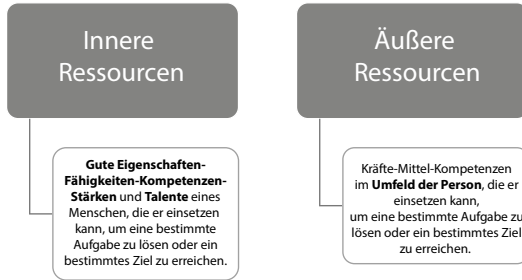 Innere
Ressourcen
Gute Eigenschaften-
Fähigkeiten-Kompetenzen-
Stärken und Talente eines
Menschen, die er einsetzen
kann, um eine bestimmte
Aufgabe zu lösen oder ein
bestimmtes Ziel zu erreichen.
Äußere
Ressourcen
Kräfte-Mittel-Kompetenzen
im Umfeld der Person, die er
einsetzen kann,
um eine bestimmte Aufgabe zu
lösen oder ein bestimmtes Ziel
zu erreichen.